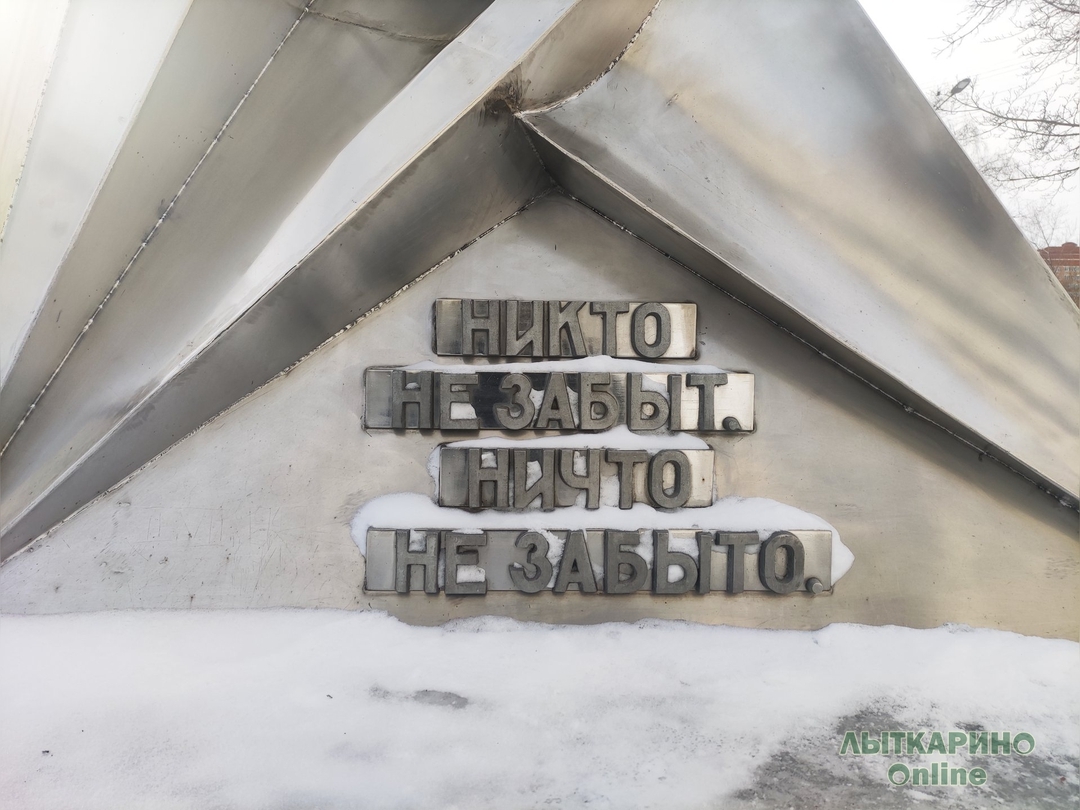 НИКТО
НЕ ЗАБЫТ.
НИЧТО
НЕ ЗАБЫТО.
ЛЫТКАРИНО
Online